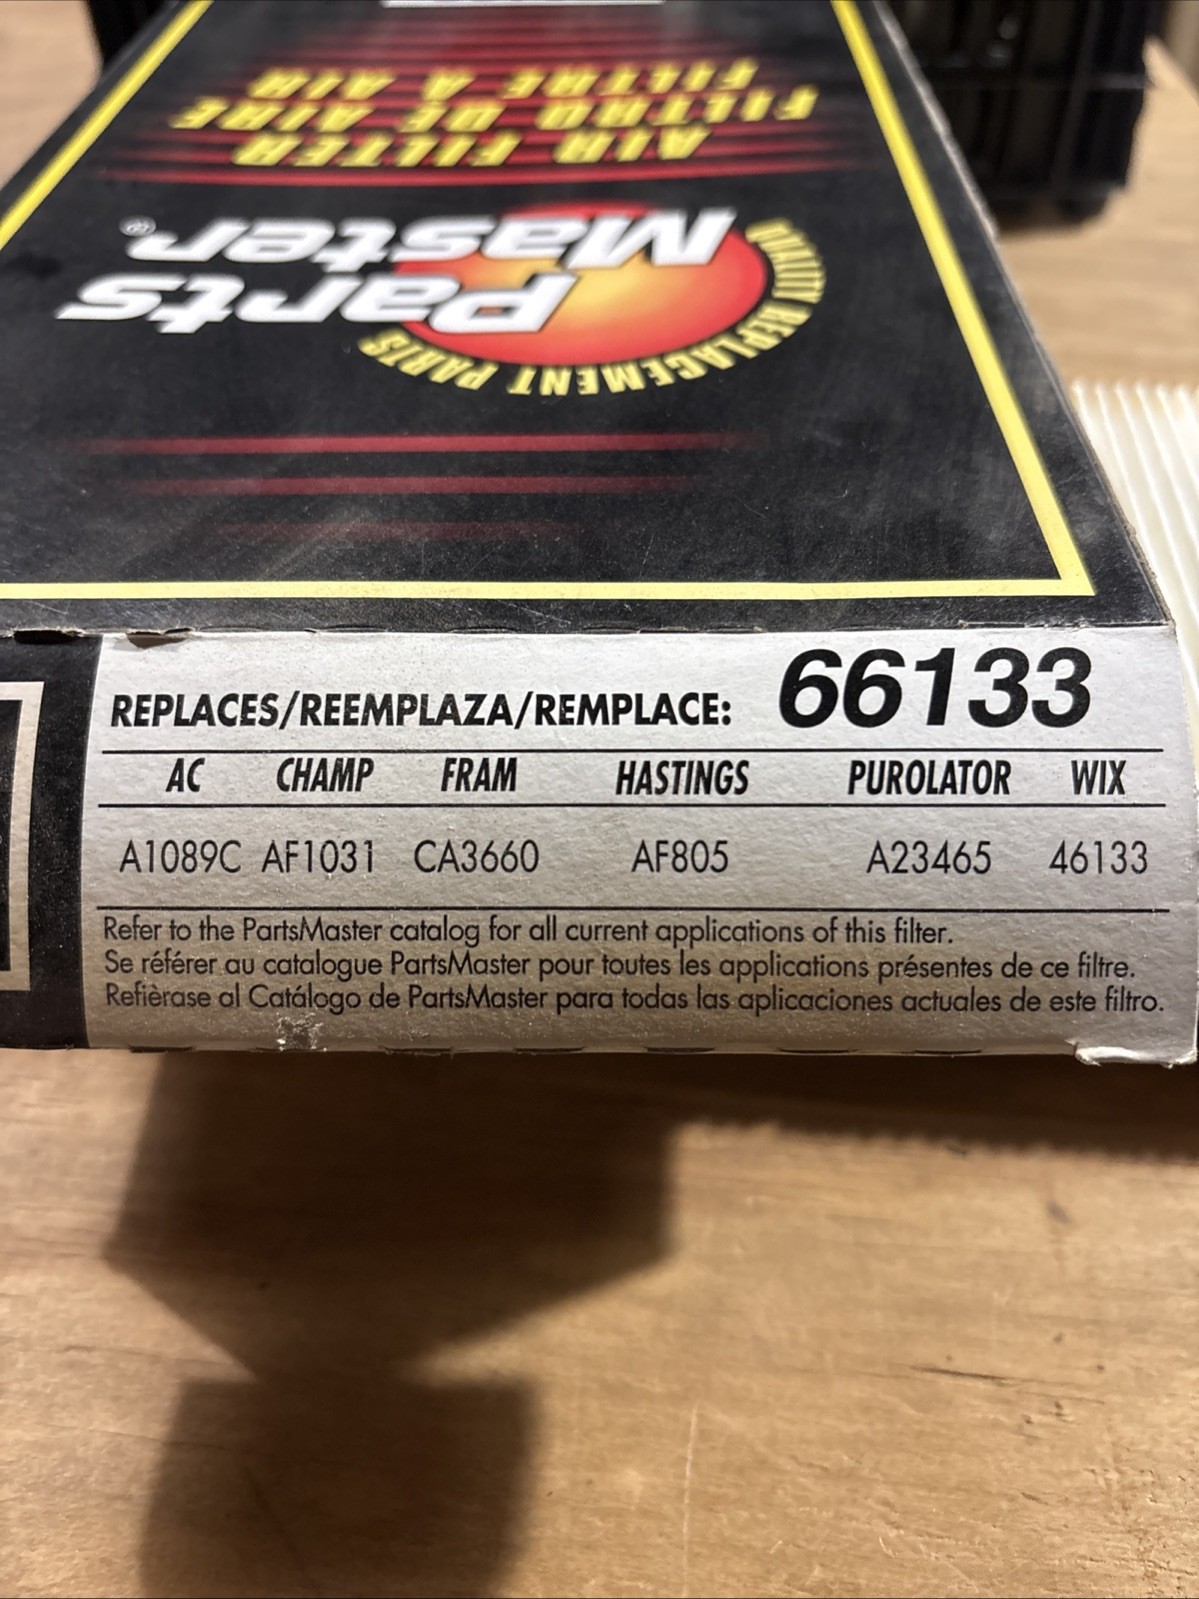 AIR FILTER
FILTRO DE AIRE
FILTRE À AIR
Parts
Master®
QUALITY REPLACEMENT PARTS
REPLACES/REEMPLAZA/REMPLACE: 66133
AC CHAMP FRAM HASTINGS PUROLATOR WIX
A1089C AF1031 CA3660 AF805 A23465 46133
Refer to the PartsMaster catalog for all current applications of this filter.
Se référer au catalogue PartsMaster pour toutes les applications présentes de ce filtre.
Refièrase al Catálogo de PartsMaster para todas las aplicaciones actuales de este filtro.